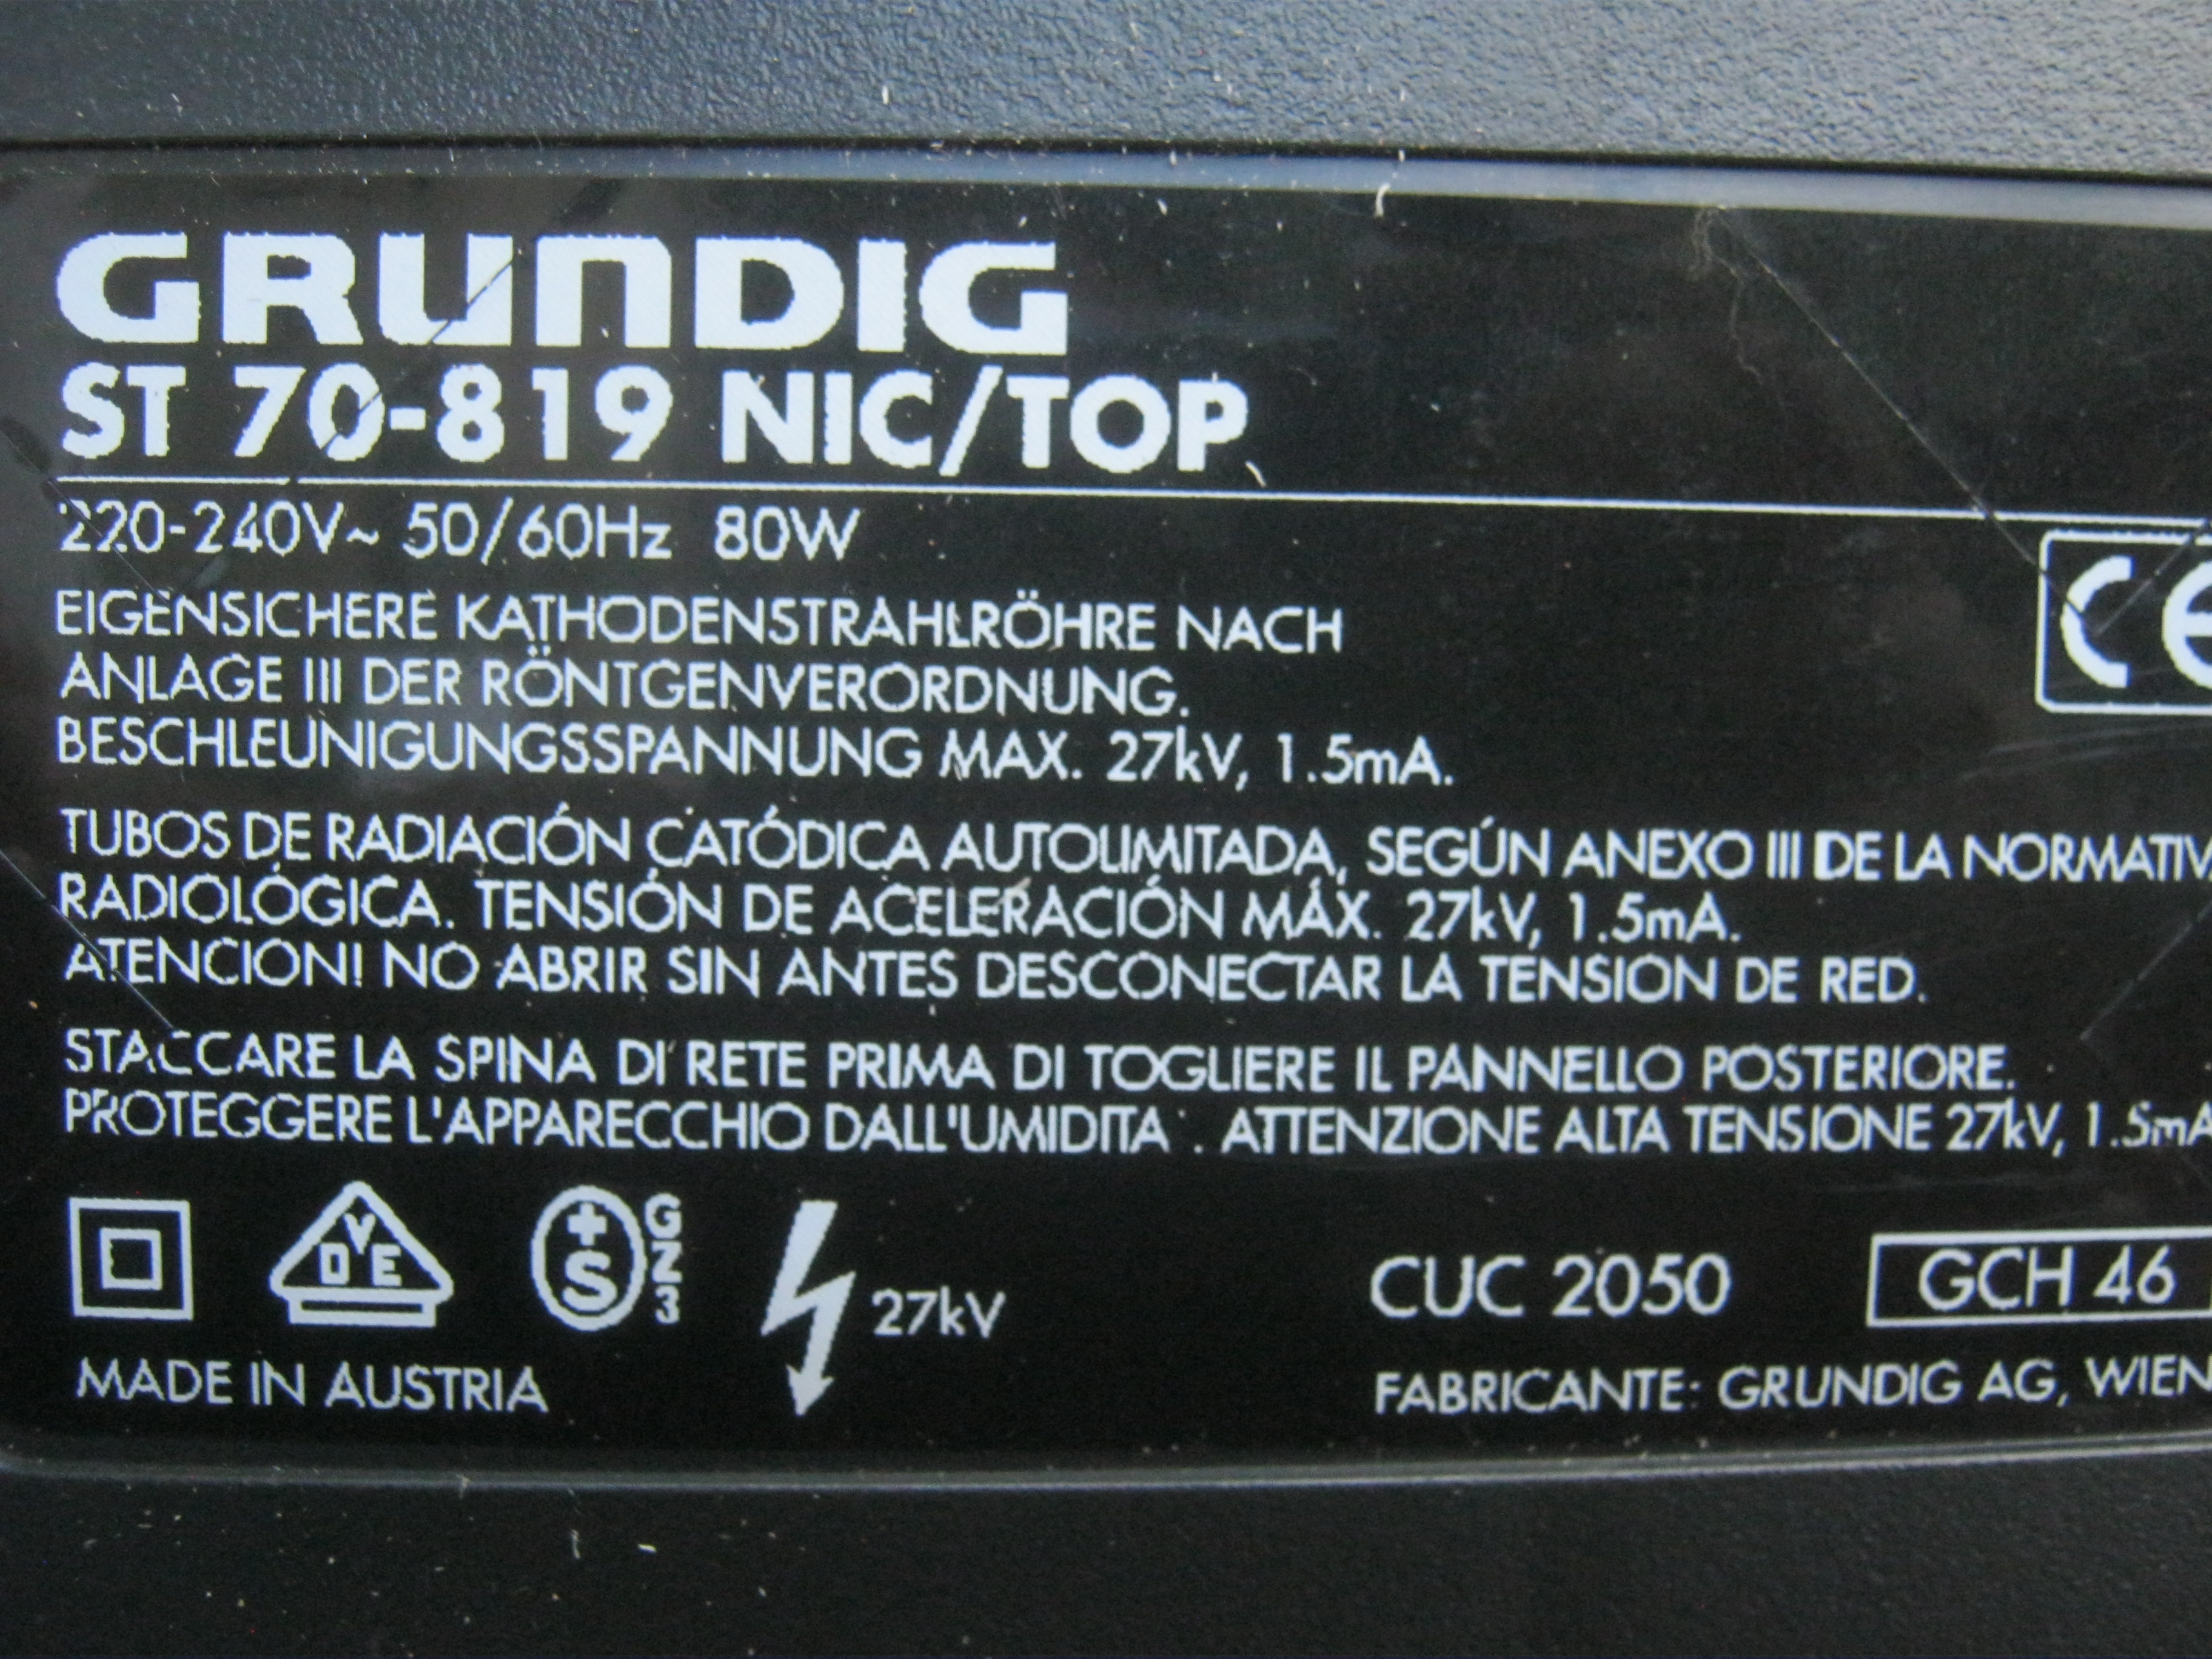 GRUNDIG
ST 70-819 NIC/TOP
220-240V~ 50/60Hz 80W
CE
EIGENSICHERE KATHODENSTRAHLRÖHRE NACH
ANLAGE III DER RÖNTGENVERORDNUNG.
BESCHLEUNIGUNGSSPANNUNG MAX. 27kV, 1.5mA.
TUBOS DE RADIACIÓN CATÓDICA AUTOLIMITADA, SEGÚN ANEXO III DE LA NORMATIVA
RADIOLÓGICA. TENSIÓN DE ACELERACIÓN MÁX. 27kV, 1.5mA.
ATENCION! NO ABRIR SIN ANTES DESCONECTAR LA TENSION DE RED.
STACCARE LA SPINA DI RETE PRIMA DI TOGLIERE IL PANNELLO POSTERIORE.
PROTEGGERE L'APPARECCHIO DALL'UMIDITA`. ATTENZIONE ALTA TENSIONE 27kV, 1.5mA
VDE
+S GZ3
27kV
CUC 2050
GCH 46
MADE IN AUSTRIA
FABRICANTE: GRUNDIG AG, WIEN